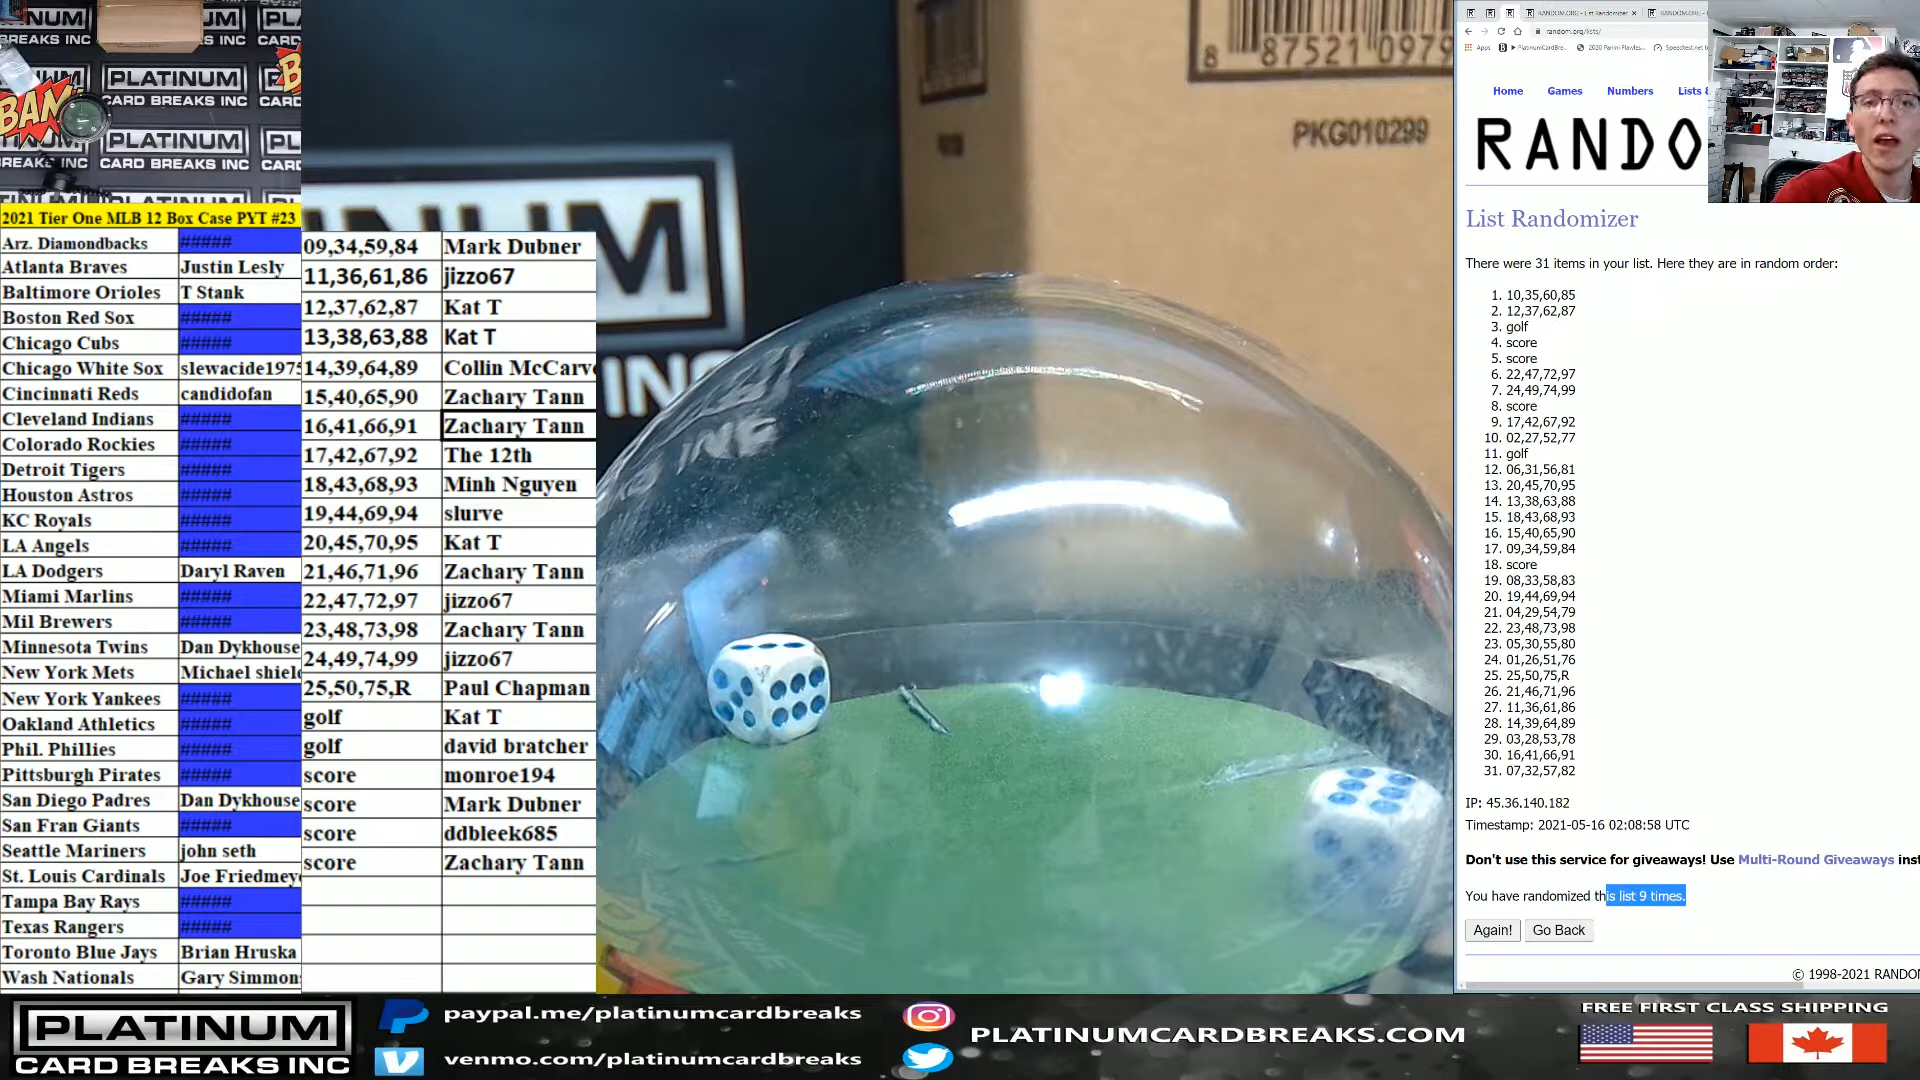 PLATINUM
CARD BREAKS INC
BAM
2021 Tier One MLB 12 Box Case PYT #23
Arz. Diamondbacks #####
Atlanta Braves Justin Lesly
Baltimore Orioles T Stank
Boston Red Sox #####
Chicago Cubs #####
Chicago White Sox slewacide1975
Cincinnati Reds candidofan
Cleveland Indians #####
Colorado Rockies #####
Detroit Tigers #####
Houston Astros #####
KC Royals #####
LA Angels #####
LA Dodgers Daryl Raven
Miami Marlins #####
Mil Brewers #####
Minnesota Twins Dan Dykhouse
New York Mets Michael shiel
New York Yankees #####
Oakland Athletics #####
Phil. Phillies #####
Pittsburgh Pirates #####
San Diego Padres Dan Dykhouse
San Fran Giants #####
Seattle Mariners john seth
St. Louis Cardinals Joe Friedmey
Tampa Bay Rays #####
Texas Rangers #####
Toronto Blue Jays Brian Hruska
Wash Nationals Gary Simmon
09,34,59,84 Mark Dubner
11,36,61,86 jizzo67
12,37,62,87 Kat T
13,38,63,88 Kat T
14,39,64,89 Collin McCarv
15,40,65,90 Zachary Tann
16,41,66,91 Zachary Tann
17,42,67,92 The 12th
18,43,68,93 Minh Nguyen
19,44,69,94 slurve
20,45,70,95 Kat T
21,46,71,96 Zachary Tann
22,47,72,97 jizzo67
23,48,73,98 Zachary Tann
24,49,74,99 jizzo67
25,50,75,R Paul Chapman
golf Kat T
golf david bratcher
score monroe194
score Mark Dubner
score ddbleek685
score Zachary Tann
8 87521 0979
PKG010299
random.org/lists/
Home Games Numbers Lists &
RANDO
List Randomizer
There were 31 items in your list. Here they are in random order:
1. 10,35,60,85
2. 12,37,62,87
3. golf
4. score
5. score
6. 22,47,72,97
7. 24,49,74,99
8. score
9. 17,42,67,92
10. 02,27,52,77
11. golf
12. 06,31,56,81
13. 20,45,70,95
14. 13,38,63,88
15. 18,43,68,93
16. 15,40,65,90
17. 09,34,59,84
18. score
19. 08,33,58,83
20. 19,44,69,94
21. 04,29,54,79
22. 23,48,73,98
23. 05,30,55,80
24. 01,26,51,76
25. 25,50,75,R
26. 21,46,71,96
27. 11,36,61,86
28. 14,39,64,89
29. 03,28,53,78
30. 16,41,66,91
31. 07,32,57,82
IP: 45.36.140.182
Timestamp: 2021-05-16 02:08:58 UTC
Don't use this service for giveaways! Use Multi-Round Giveaways inst
You have randomized this list 9 times.
Again! Go Back
© 1998-2021 RANDO
PLATINUM
CARD BREAKS INC
paypal.me/platinumcardbreaks
venmo.com/platinumcardbreaks
PLATINUMCARDBREAKS.COM
FREE FIRST CLASS SHIPPING